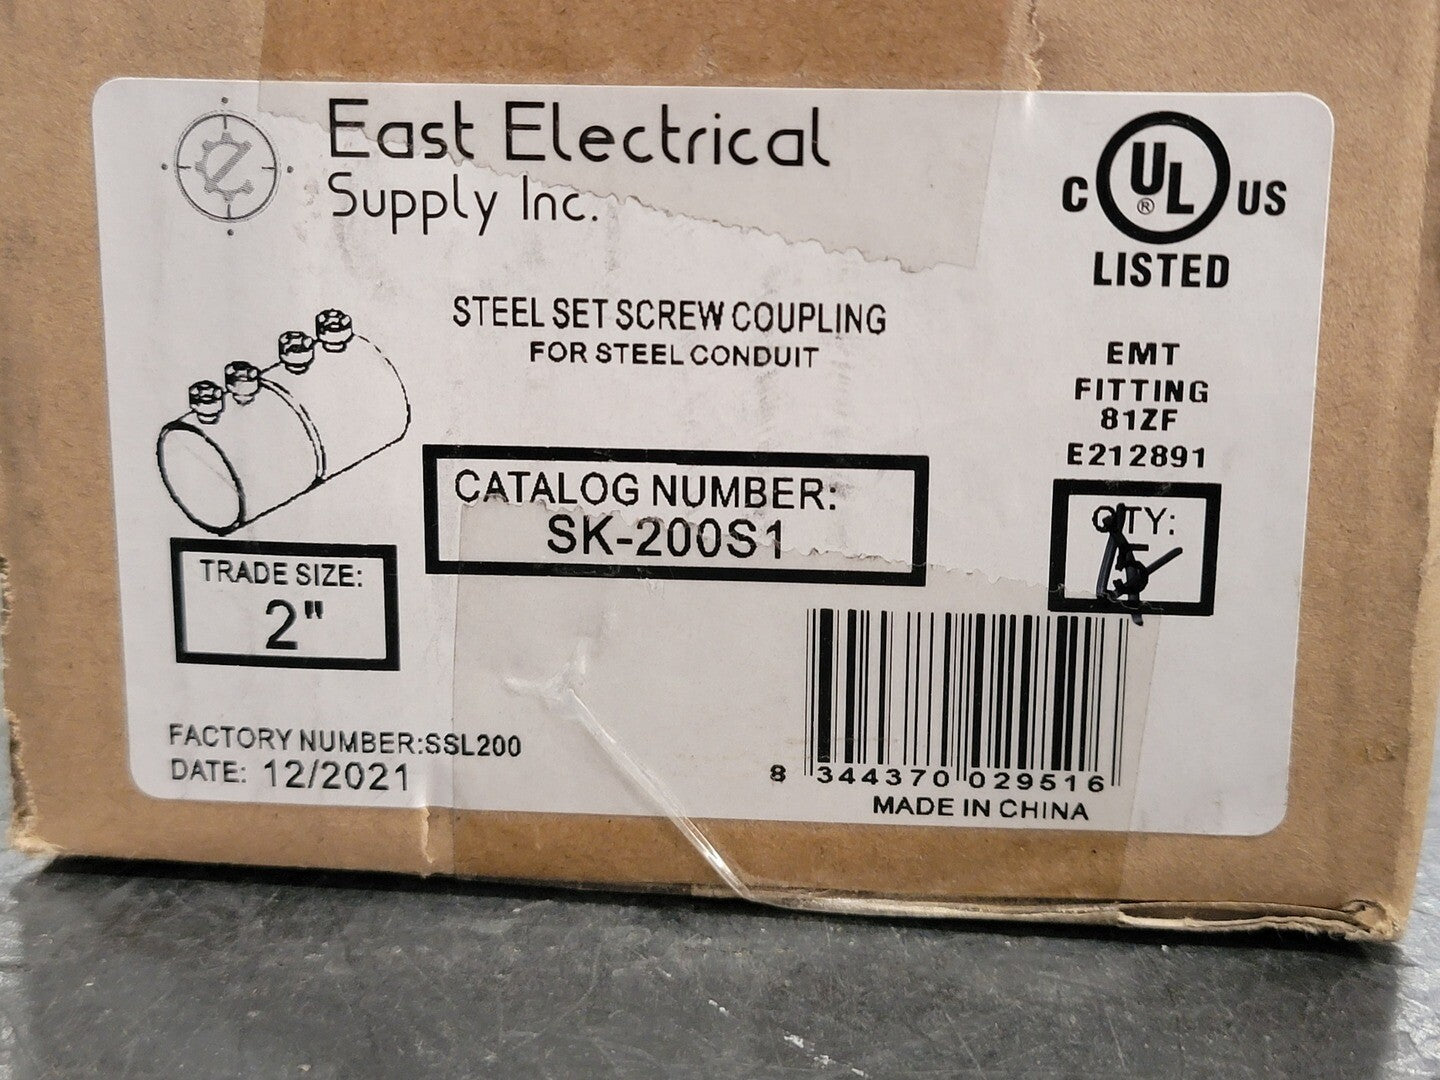 East Electrical
Supply Inc.
C UL ® US
LISTED
STEEL SET SCREW COUPLING
FOR STEEL CONDUIT
EMT
FITTING
81ZF
E212891
CATALOG NUMBER:
SK-200S1
QTY:
TRADE SIZE:
2"
FACTORY NUMBER:SSL200
DATE: 12/2021
8 344370 029516
MADE IN CHINA